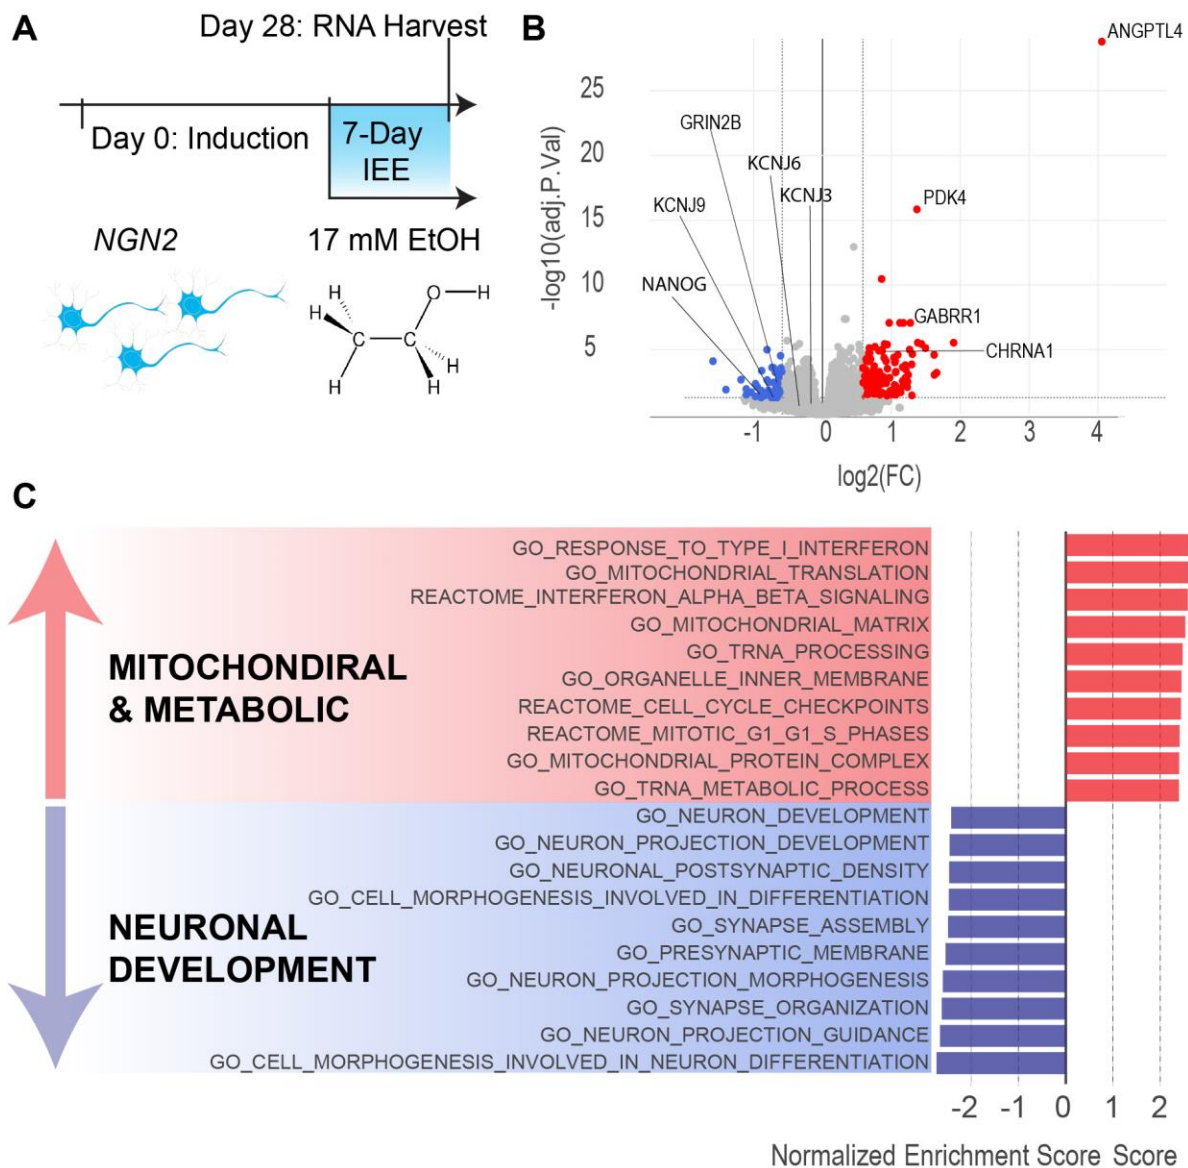 A
Day 28: RNA Harvest
Day 0: Induction
7-Day
IEE
NGN2
17 mM EtOH
H
O
H
H
C
C
H
H
H
B
ANGPTL4
25
GRIN2B
20
KCNJ6
KCNJ3
PDK4
KCNJ9
15
-log10(adj.P.Val)
10
NANOG
GABRR1
5
CHRNA1
-1
0
1
2
3
4
log2(FC)
C
GO_RESPONSE_TO_TYPE_I_INTERFERON
GO_MITOCHONDRIAL_TRANSLATION
REACTOME_INTERFERON_ALPHA_BETA_SIGNALING
GO_MITOCHONDRIAL_MATRIX
GO_TRNA_PROCESSING
GO_ORGANELLE_INNER_MEMBRANE
REACTOME_CELL_CYCLE_CHECKPOINTS
REACTOME_MITOTIC_G1_G1_S_PHASES
GO_MITOCHONDRIAL_PROTEIN_COMPLEX
GO_TRNA_METABOLIC_PROCESS
MITOCHONDIRAL
& METABOLIC
GO_NEURON_DEVELOPMENT
GO_NEURON_PROJECTION_DEVELOPMENT
GO_NEURONAL_POSTSYNAPTIC_DENSITY
GO_CELL_MORPHOGENESIS_INVOLVED_IN_DIFFERENTIATION
GO_SYNAPSE_ASSEMBLY
GO_PRESYNAPTIC_MEMBRANE
GO_NEURON_PROJECTION_MORPHOGENESIS
GO_SYNAPSE_ORGANIZATION
GO_NEURON_PROJECTION_GUIDANCE
GO_CELL_MORPHOGENESIS_INVOLVED_IN_NEURON_DIFFERENTIATION
NEURONAL
DEVELOPMENT
-2
-1
0
1
2
Normalized Enrichment Score Score